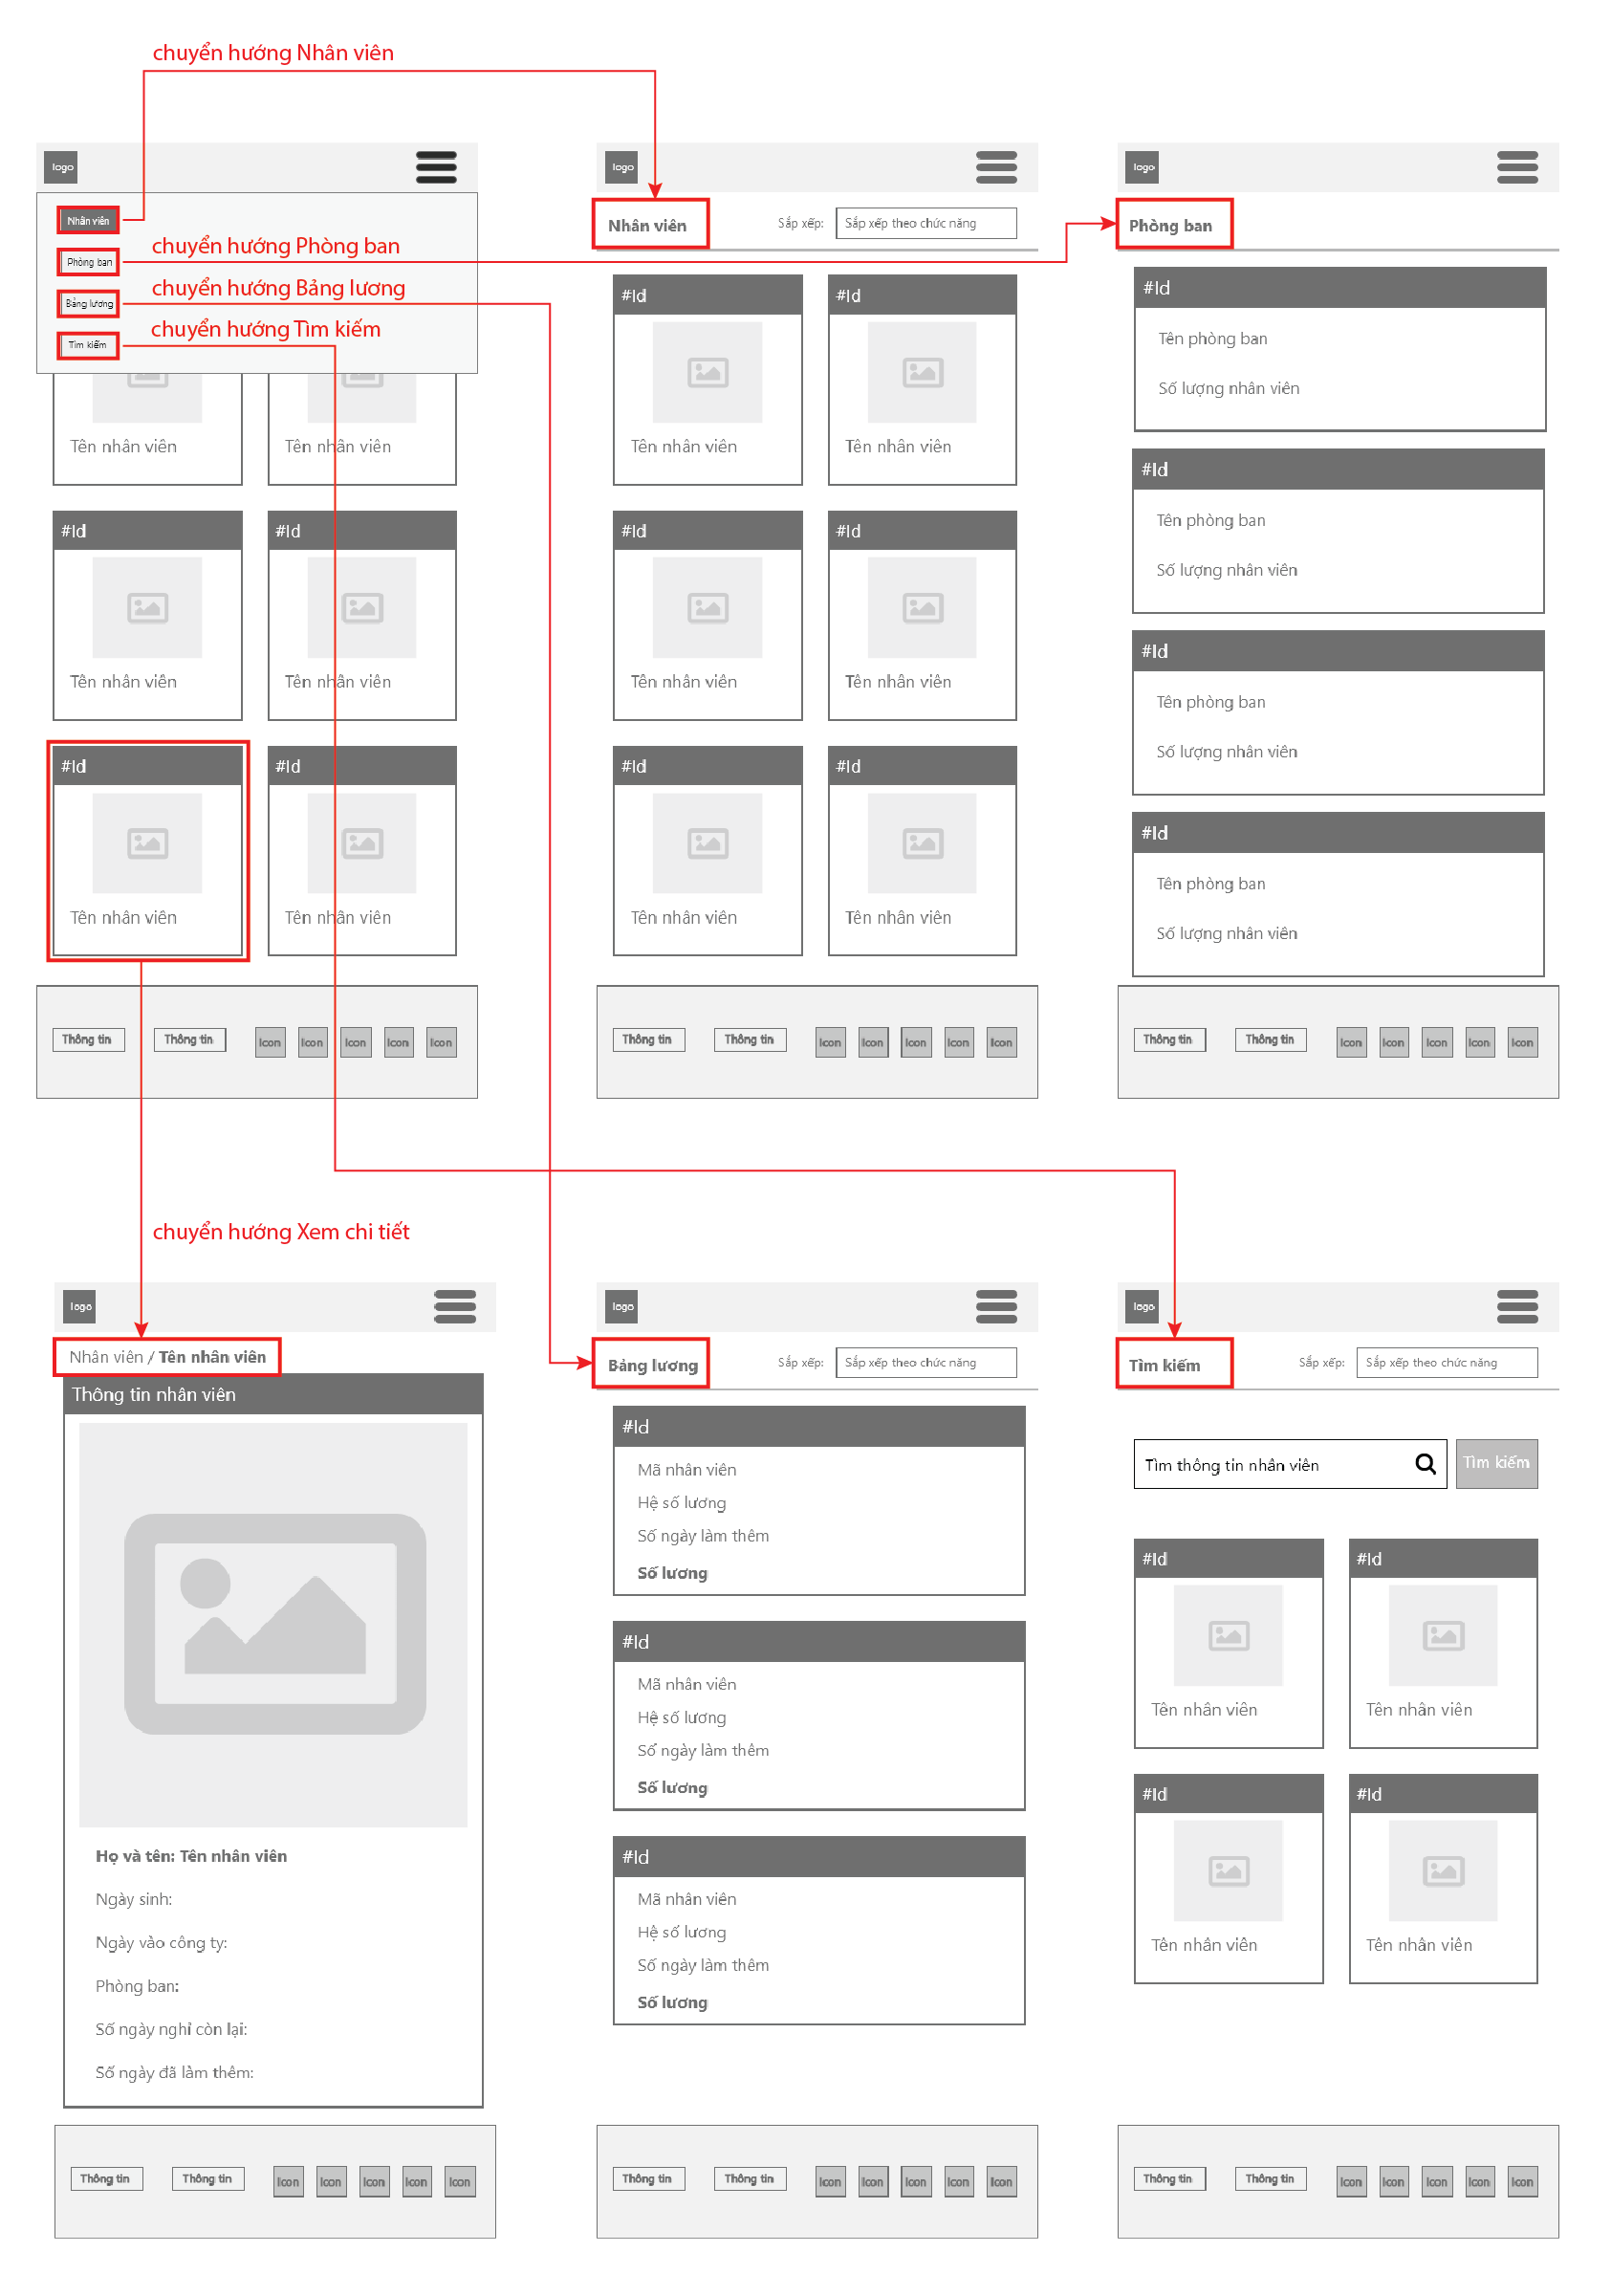 chuyển hướng Nhân viên
logo
Nhân viên
chuyển hướng Phòng ban
Phòng ban
chuyển hướng Bảng lương
Bảng lương
chuyển hướng Tìm kiếm
Tìm kiếm
Tên nhân viên
Tên nhân viên
#Id
#Id
Tên nhân viên
Tên nhân viên
#Id
#Id
Tên nhân viên
Tên nhân viên
Thông tin
Thông tin
Icon
Icon
Icon
Icon
Icon
logo
Nhân viên
Sắp xếp:
Sắp xếp theo chức năng
#Id
#Id
Tên nhân viên
Tên nhân viên
#Id
#Id
Tên nhân viên
Tên nhân viên
#Id
#Id
Tên nhân viên
Tên nhân viên
Thông tin
Thông tin
Icon
Icon
Icon
Icon
Icon
logo
Phòng ban
#Id
Tên phòng ban
Số lượng nhân viên
#Id
Tên phòng ban
Số lượng nhân viên
#Id
Tên phòng ban
Số lượng nhân viên
#Id
Tên phòng ban
Số lượng nhân viên
Thông tin
Thông tin
Icon
Icon
Icon
Icon
Icon
chuyển hướng Xem chi tiết
logo
Nhân viên / Tên nhân viên
Thông tin nhân viên
Họ và tên: Tên nhân viên
Ngày sinh:
Ngày vào công ty:
Phòng ban:
Số ngày nghỉ còn lại:
Số ngày đã làm thêm:
Thông tin
Thông tin
Icon
Icon
Icon
Icon
Icon
logo
Bảng lương
Sắp xếp:
Sắp xếp theo chức năng
#Id
Mã nhân viên
Hệ số lương
Số ngày làm thêm
Số lương
#Id
Mã nhân viên
Hệ số lương
Số ngày làm thêm
Số lương
#Id
Mã nhân viên
Hệ số lương
Số ngày làm thêm
Số lương
Thông tin
Thông tin
Icon
Icon
Icon
Icon
Icon
logo
Tìm kiếm
Sắp xếp:
Sắp xếp theo chức năng
Tìm thông tin nhân viên
Tìm kiếm
#Id
#Id
Tên nhân viên
Tên nhân viên
#Id
#Id
Tên nhân viên
Tên nhân viên
Thông tin
Thông tin
Icon
Icon
Icon
Icon
Icon